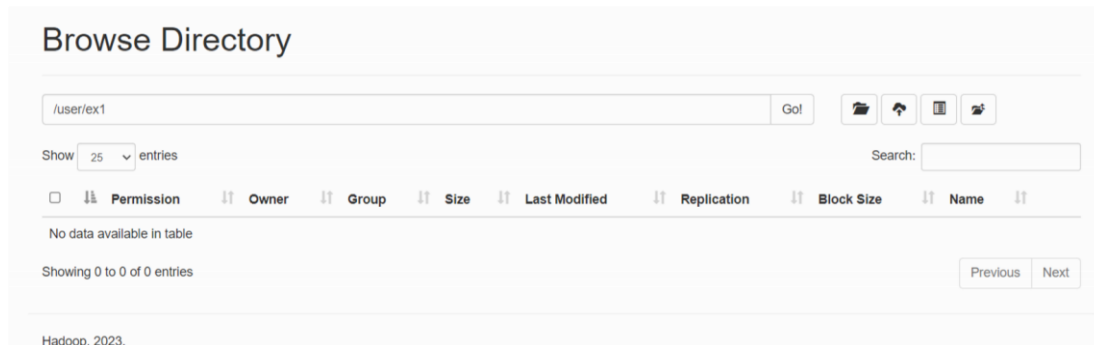 Browse Directory
/user/ex1 Go!
Show 25 entries Search:
Permission Owner Group Size Last Modified Replication Block Size Name
No data available in table
Showing 0 to 0 of 0 entries Previous Next
Hadoop, 2023.